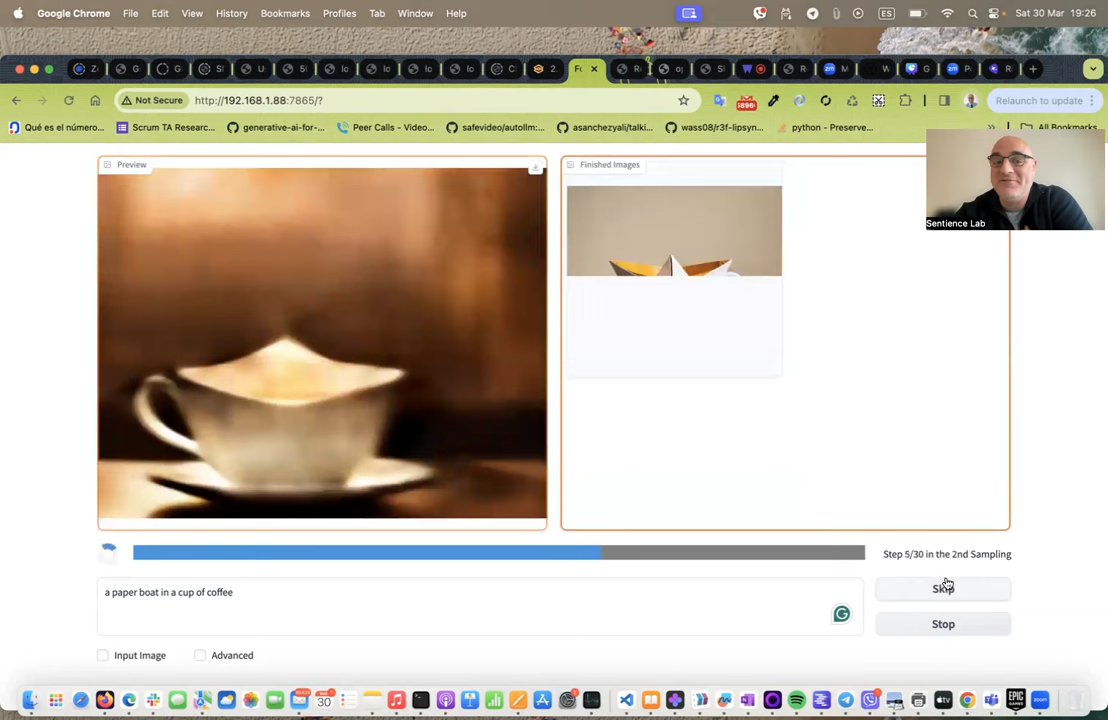 Google Chrome File Edit View History Bookmarks Profiles Tab Window Help ES Sat 30 Mar 19:26
Not Secure http://192.168.1.88:7865/? 896 Relaunch to update
Qué es el número... Scrum TA Researc... generative-ai-for-... Peer Calls - Video... safevideo/autollm:... asanchezyali/talki... wass08/r3f-lipsyn... python - Preserve... » All Bookmarks
Preview
Finished Images
Sentience Lab
Step 5/30 in the 2nd Sampling
a paper boat in a cup of coffee
Skip
Stop
Input Image
Advanced